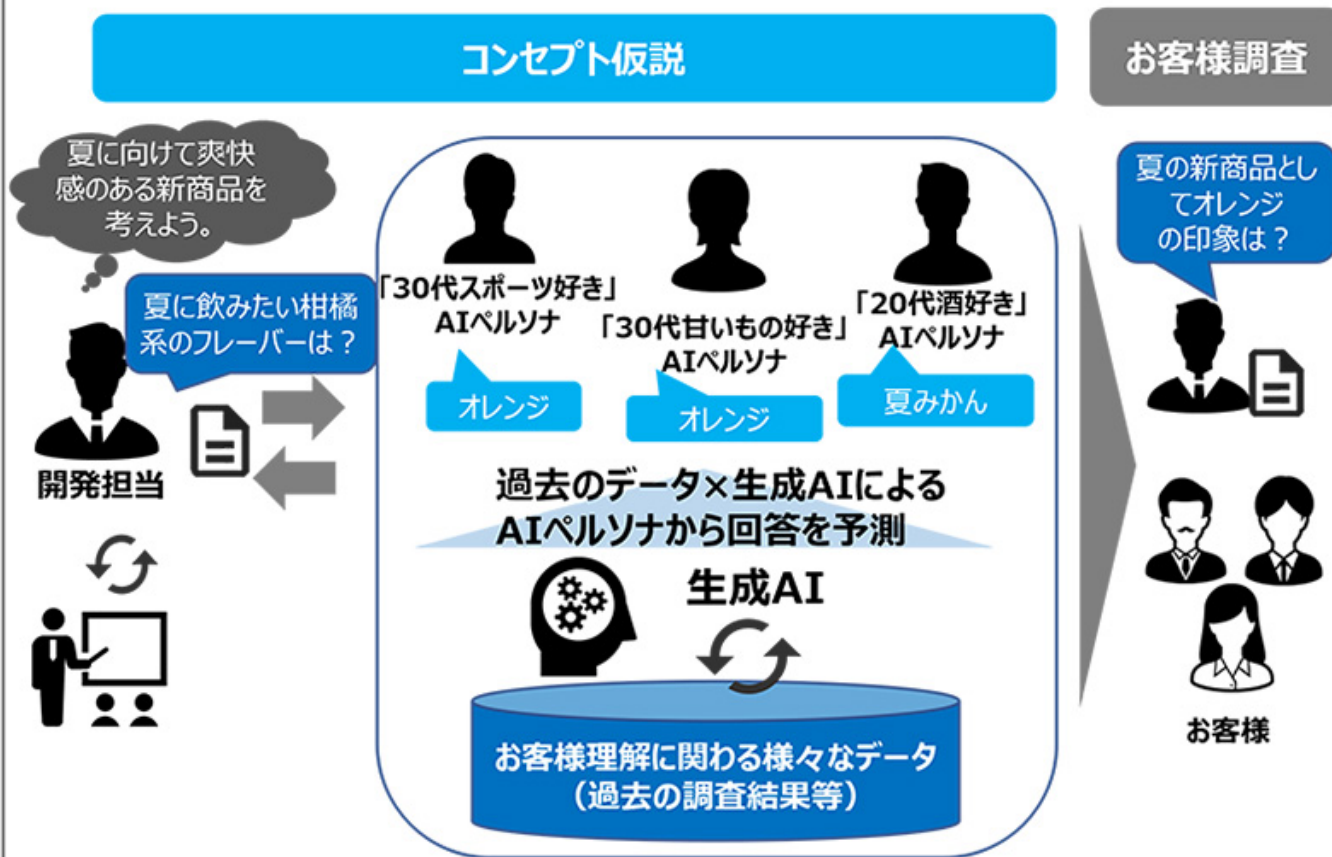 コンセプト仮説
お客様調査
夏に向けて爽快
感のある新商品を
考えよう。
夏に飲みたい柑橘
系のフレーバーは？
開発担当
「30代スポーツ好き」
AIペルソナ
オレンジ
「30代甘いもの好き」
AIペルソナ
オレンジ
「20代酒好き」
AIペルソナ
夏みかん
過去のデータ×生成AIによる
AIペルソナから回答を予測
生成AI
お客様理解に関わる様々なデータ
（過去の調査結果等）
夏の新商品とし
てオレンジ
の印象は？
お客様